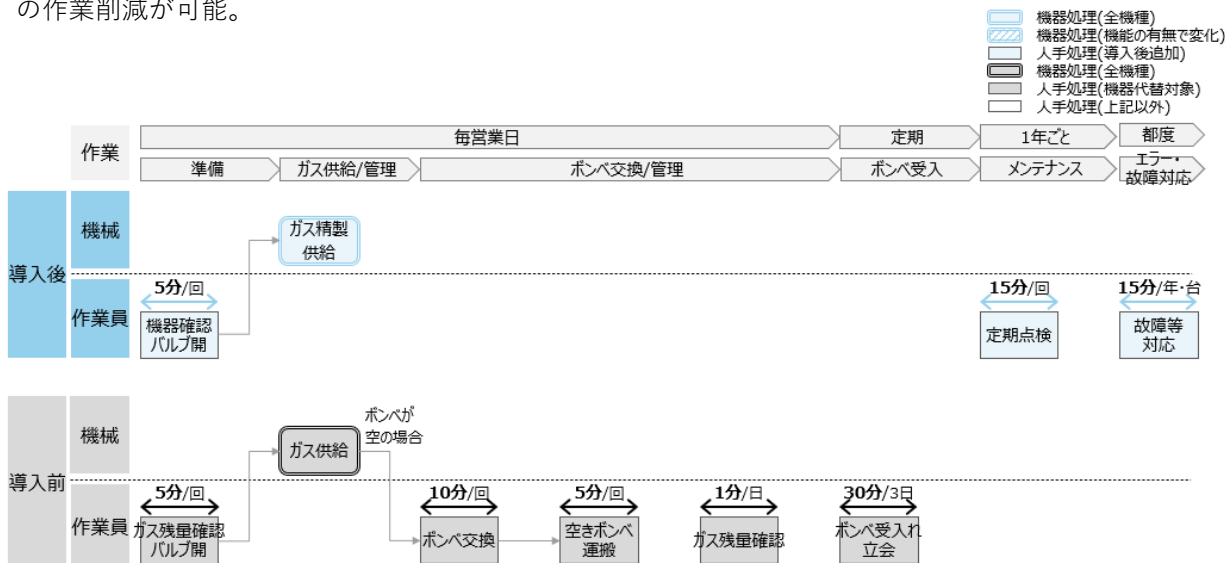 の作業削減が可能。
機器処理(全機種)
機器処理(機能の有無で変化)
人手処理(導入後追加)
機器処理(全機種)
人手処理(機器代替対象)
人手処理(上記以外)
作業
毎営業日
定期
1年ごと
都度
準備
ガス供給/管理
ボンベ交換/管理
ボンベ受入
メンテナンス
エラー・
故障対応
導入後
機械
ガス精製
供給
作業員
5分/回
機器確認
バルブ開
15分/回
定期点検
15分/年・台
故障等
対応
導入前
機械
ガス供給
ボンベが
空の場合
作業員
5分/回
ガス残量確認
バルブ開
10分/回
ボンベ交換
5分/回
空きボンベ
運搬
1分/日
ガス残量確認
30分/3日
ボンベ受入れ
立会